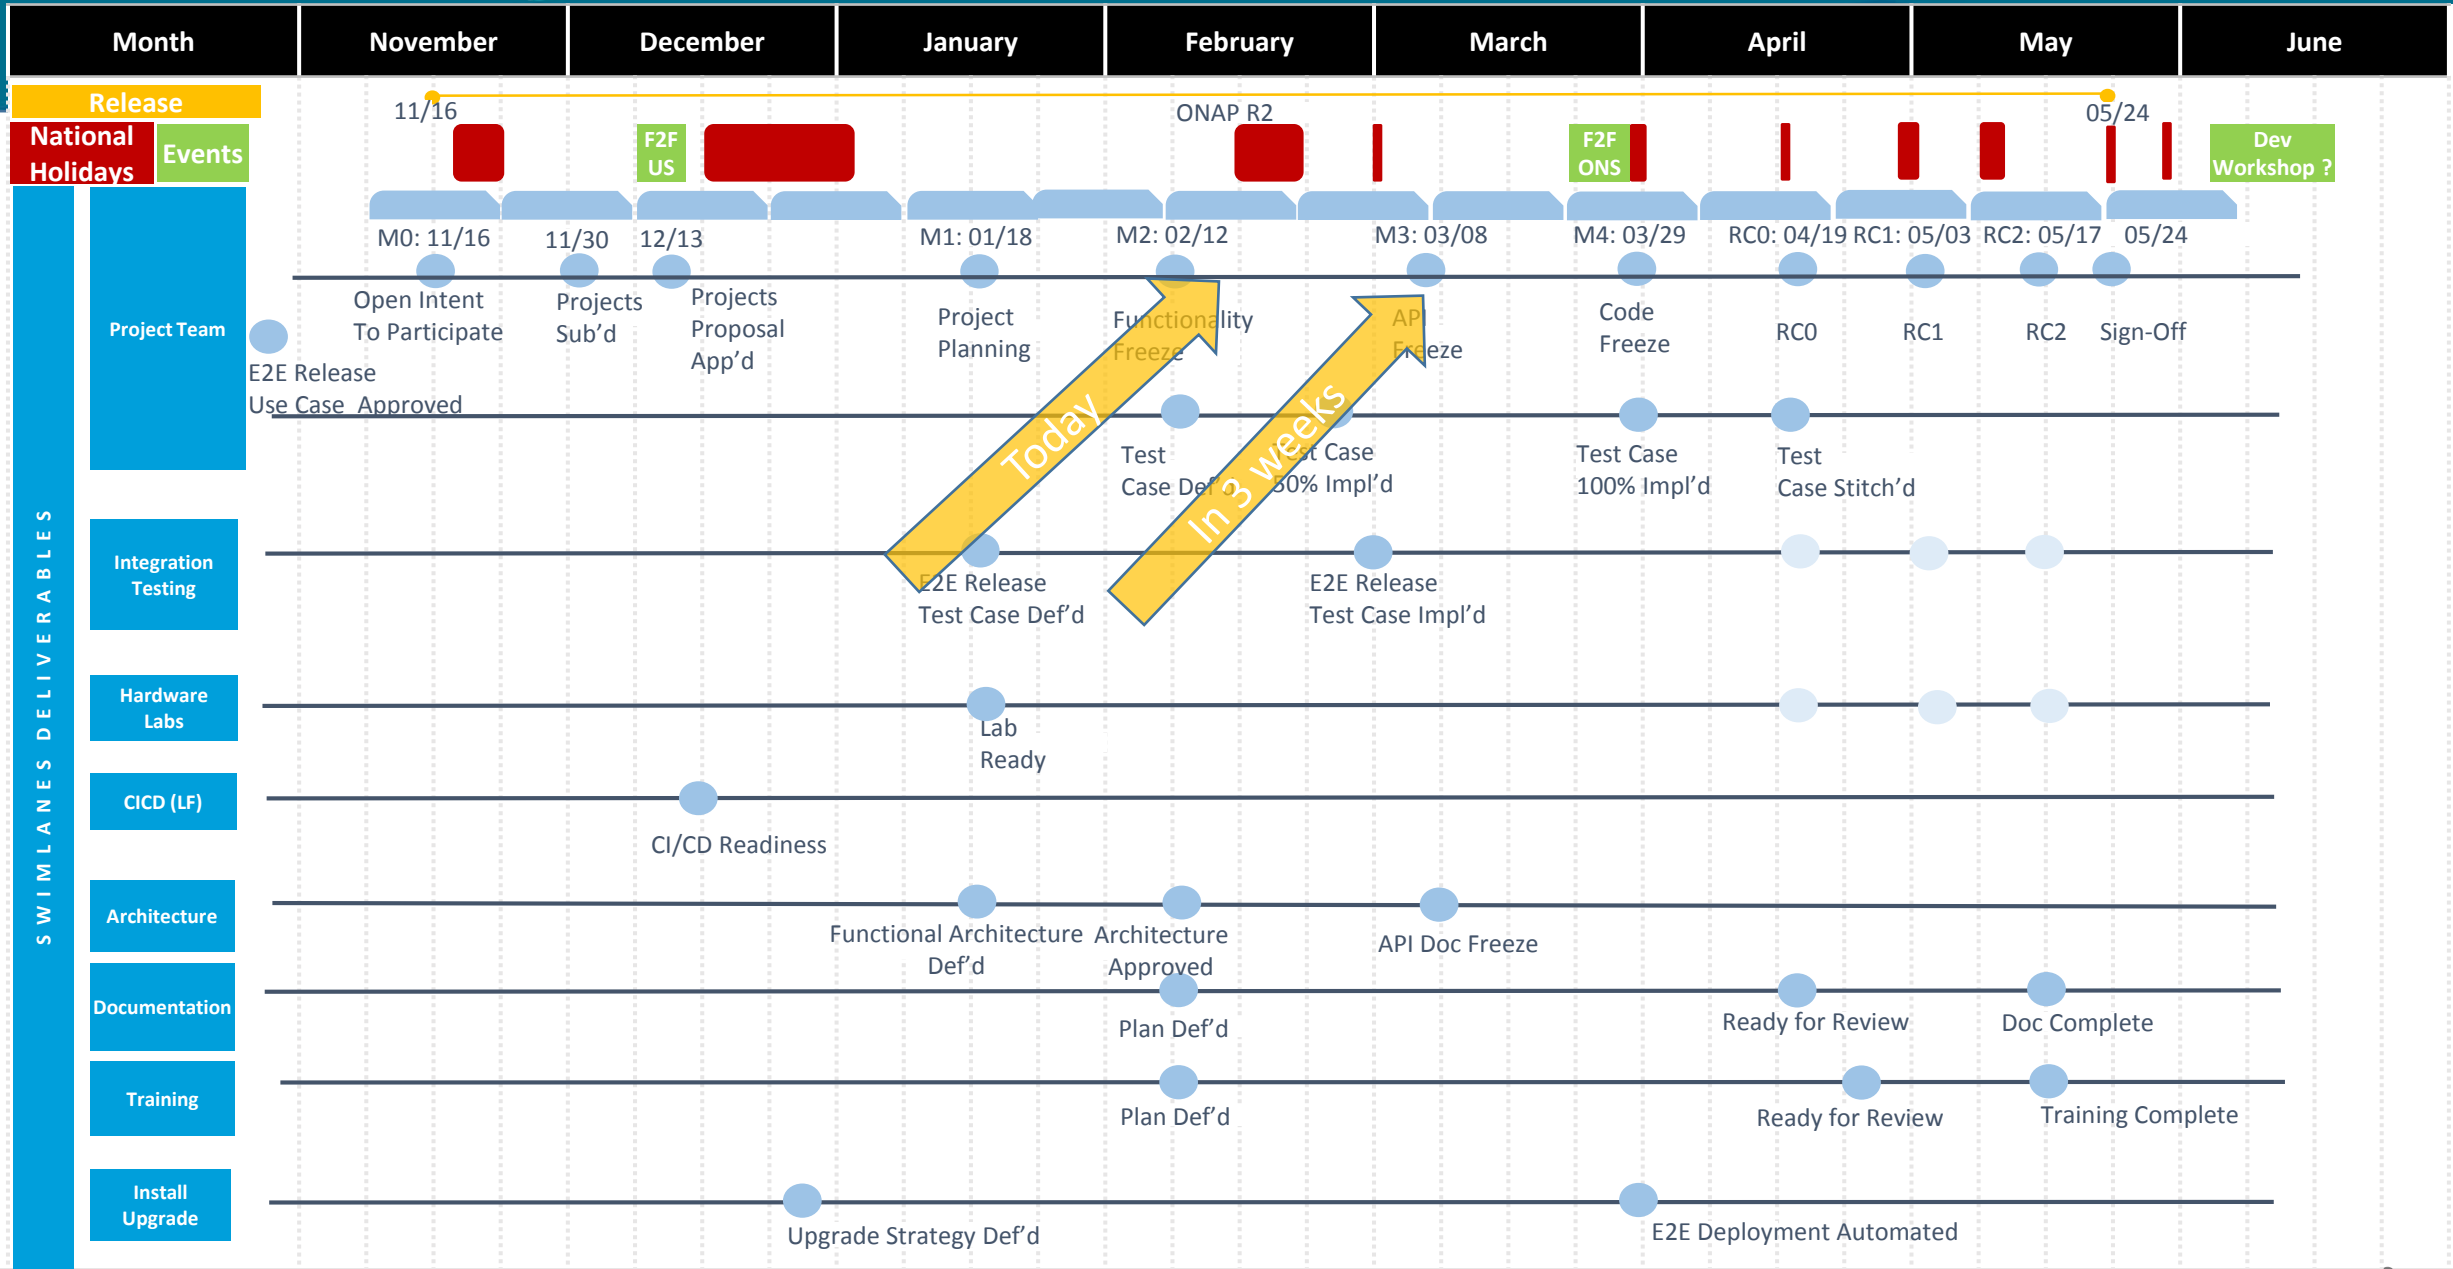 Month November December January February March April May June
Release
11/16
ONAP R2
05/24
National
Holidays
Events
F2F
US
F2F
ONS
Dev
Workshop ?
SWIMLANES DELIVERABLES
Project Team
M0: 11/16 11/30 12/13 M1: 01/18 M2: 02/12 M3: 03/08 M4: 03/29 RC0: 04/19 RC1: 05/03 RC2: 05/17 05/24
Open Intent
To Participate
Projects
Sub’d
Projects
Proposal
App’d
Project
Planning
Functionality
Freeze
API
Freeze
Code
Freeze
RC0
RC1
RC2
Sign-Off
E2E Release
Use Case Approved
Today
In 3 weeks
Test
Case Def’d
Test Case
50% Impl’d
Test Case
100% Impl’d
Test
Case Stitch’d
Integration
Testing
E2E Release
Test Case Def’d
E2E Release
Test Case Impl’d
Hardware
Labs
Lab
Ready
CICD (LF)
CI/CD Readiness
Architecture
Functional Architecture
Def’d
Architecture
Approved
API Doc Freeze
Documentation
Plan Def’d
Ready for Review
Doc Complete
Training
Plan Def’d
Ready for Review
Training Complete
Install
Upgrade
Upgrade Strategy Def’d
E2E Deployment Automated